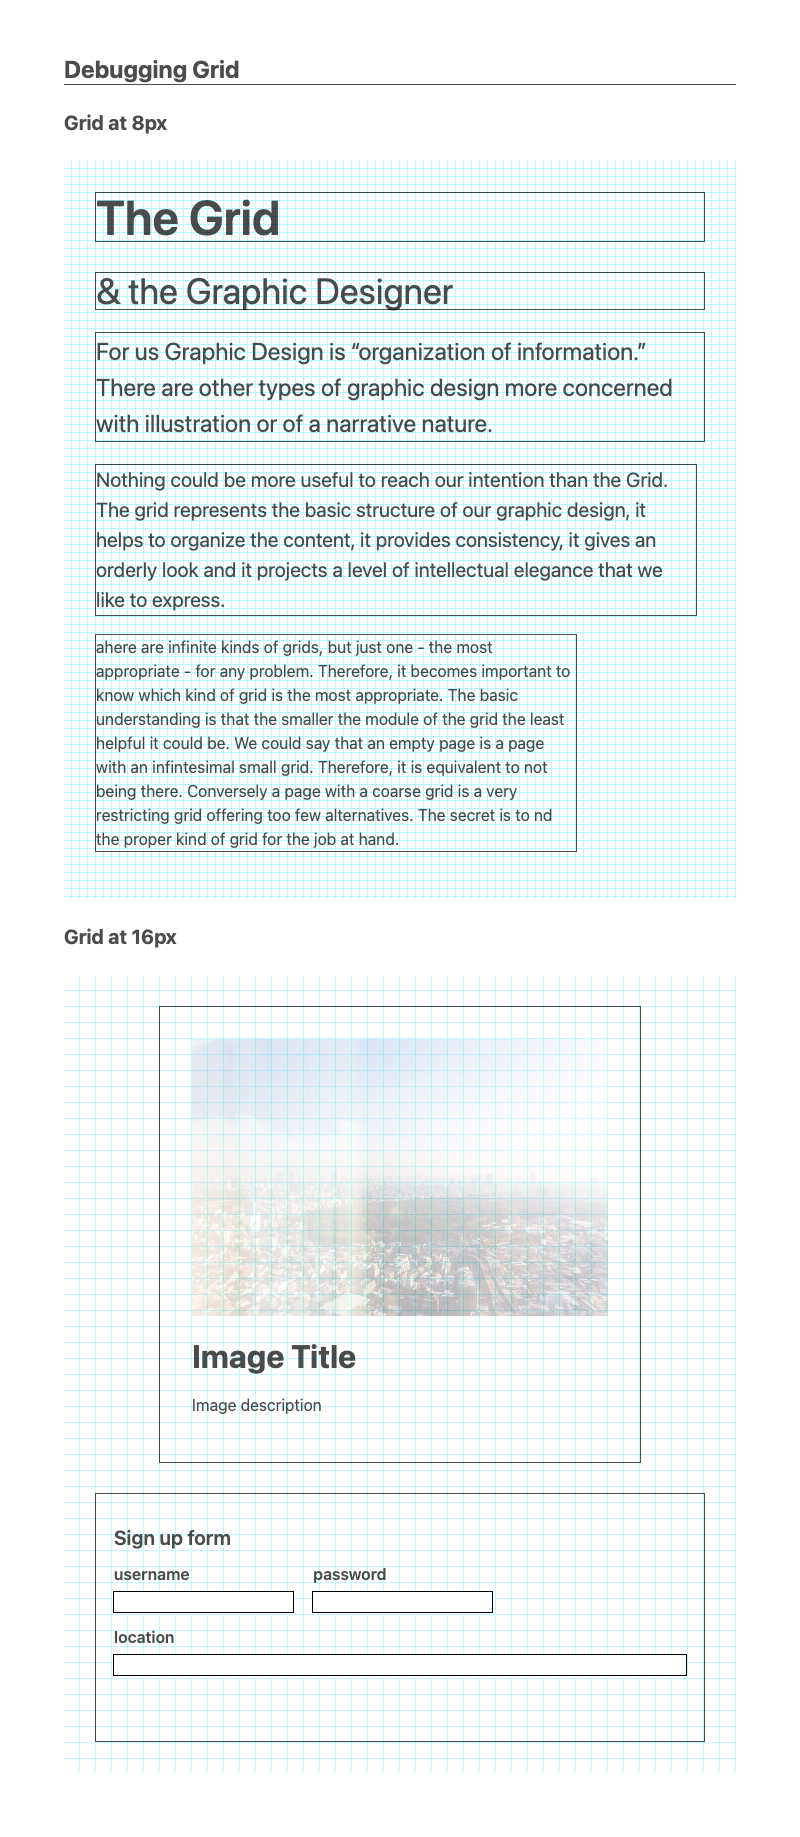 Debugging Grid
Grid at 8px
The Grid
& the Graphic Designer
For us Graphic Design is “organization of information.”
There are other types of graphic design more concerned
with illustration or of a narrative nature.
Nothing could be more useful to reach our intention than the Grid.
The grid represents the basic structure of our graphic design, it
helps to organize the content, it provides consistency, it gives an
orderly look and it projects a level of intellectual elegance that we
like to express.
ahere are infinite kinds of grids, but just one - the most
appropriate - for any problem. Therefore, it becomes important to
know which kind of grid is the most appropriate. The basic
understanding is that the smaller the module of the grid the least
helpful it could be. We could say that an empty page is a page
with an infintesimal small grid. Therefore, it is equivalent to not
being there. Conversely a page with a coarse grid is a very
restricting grid offering too few alternatives. The secret is to nd
the proper kind of grid for the job at hand.
Grid at 16px
Image Title
Image description
Sign up form
username password
location